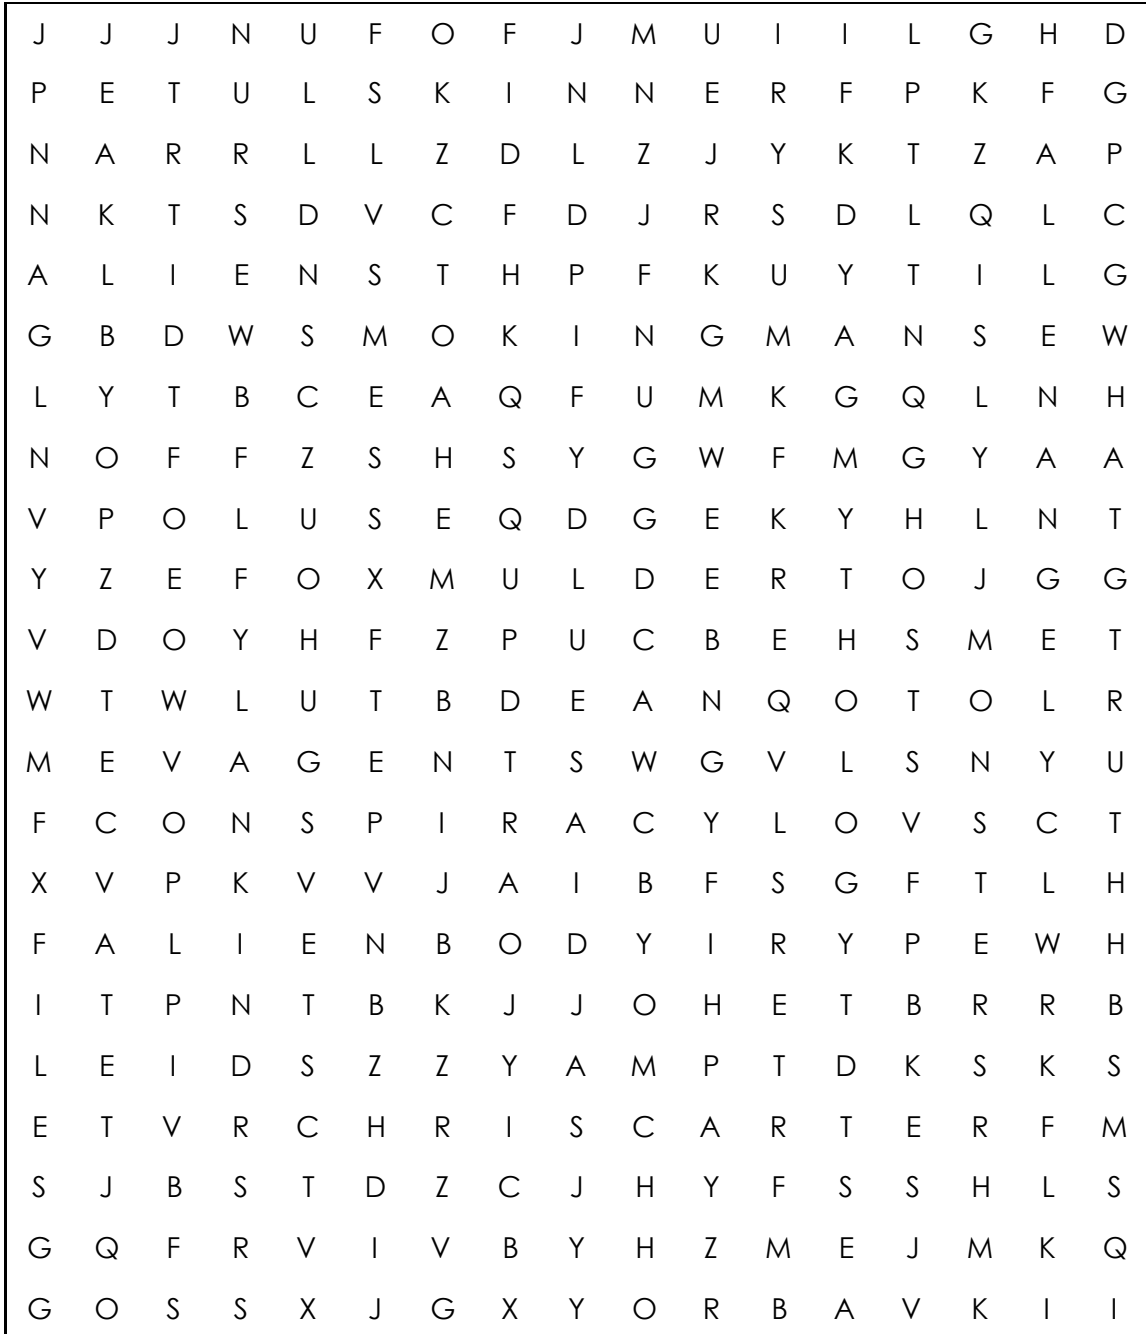 J J J N U F O F J M U I I L G H D
P E T U L S K I N N E R F P K F G
N A R R L L Z D L Z J Y K T Z A P
N K T S D V C F D J R S D L Q L C
A L I E N S T H P F K U Y T I L G
G B D W S M O K I N G M A N S E W
L Y T B C E A Q F U M K G Q L N H
N O F F Z S H S Y G W F M G Y A A
V P O L U S E Q D G E K Y H L N T
Y Z E F O X M U L D E R T O J G G
V D O Y H F Z P U C B E H S M E T
W T W L U T B D E A N Q O T O L R
M E V A G E N T S W G V L S N Y U
F C O N S P I R A C Y L O V S C T
X V P K V V J A I B F S G F T L H
F A L I E N B O D Y I R Y P E W H
I T P N T B K J J O H E T B R R B
L E I D S Z Z Y A M P T D K S K S
E T V R C H R I S C A R T E R F M
S J B S T D Z C J H Y F S S H L S
G Q F R V I V B Y H Z M E J M K Q
G O S S X J G X Y O R B A V K I I